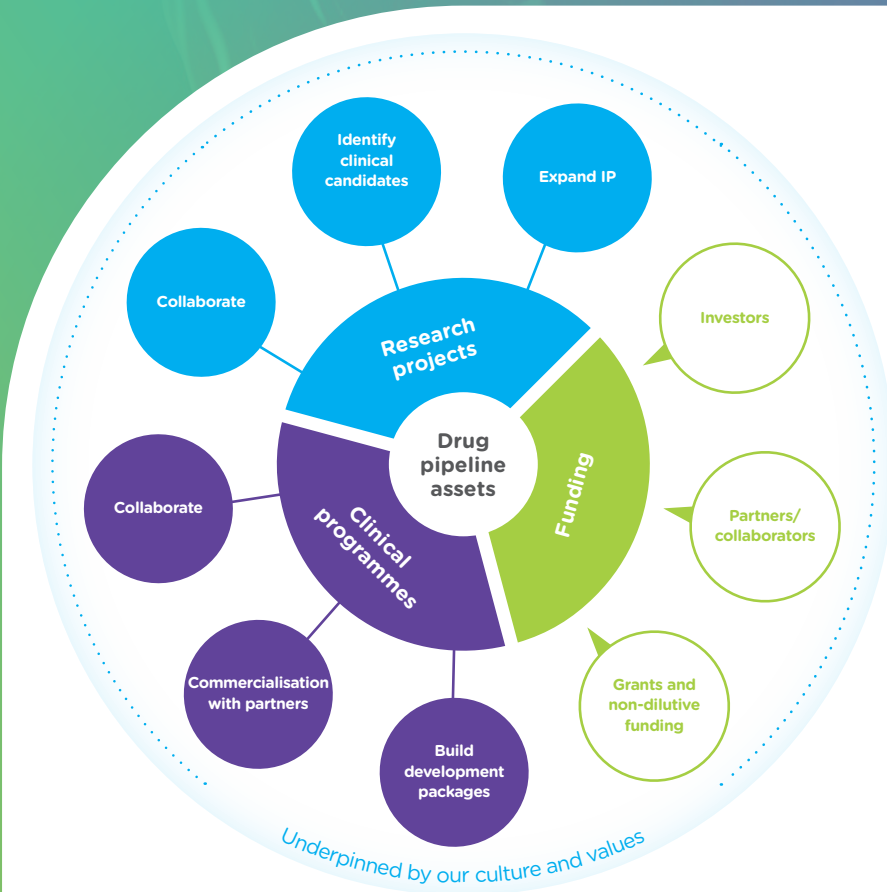 Identify
clinical
candidates
Expand IP
Collaborate
Research
projects
Investors
Drug
pipeline
assets
Funding
Collaborate
Clinical
programmes
Partners/
collaborators
Commercialisation
with partners
Grants and
non-dilutive
funding
Build
development
packages
Underpinned by our culture and values